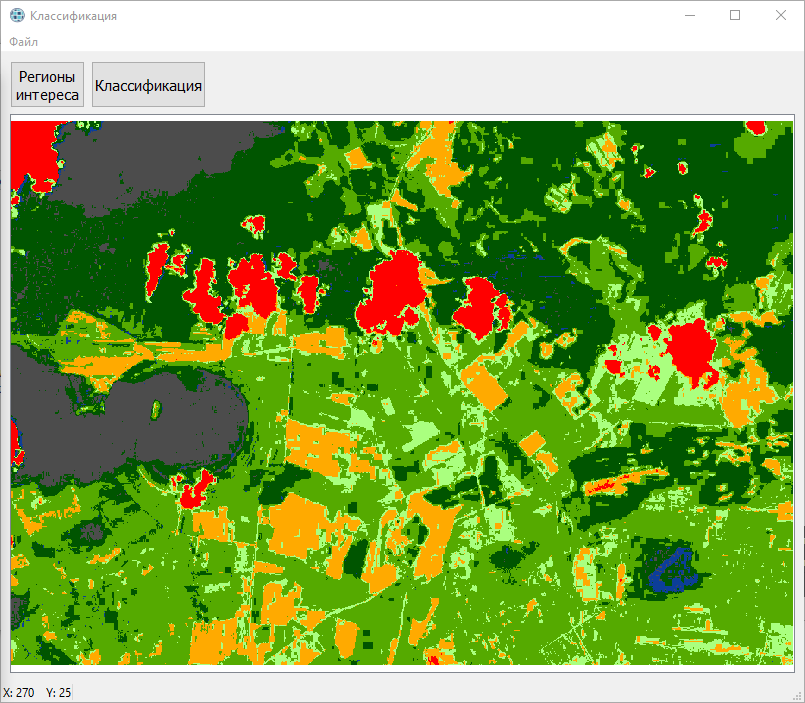 Классификация
Файл
Регионы
интереса
Классификация
X: 270 Y: 25